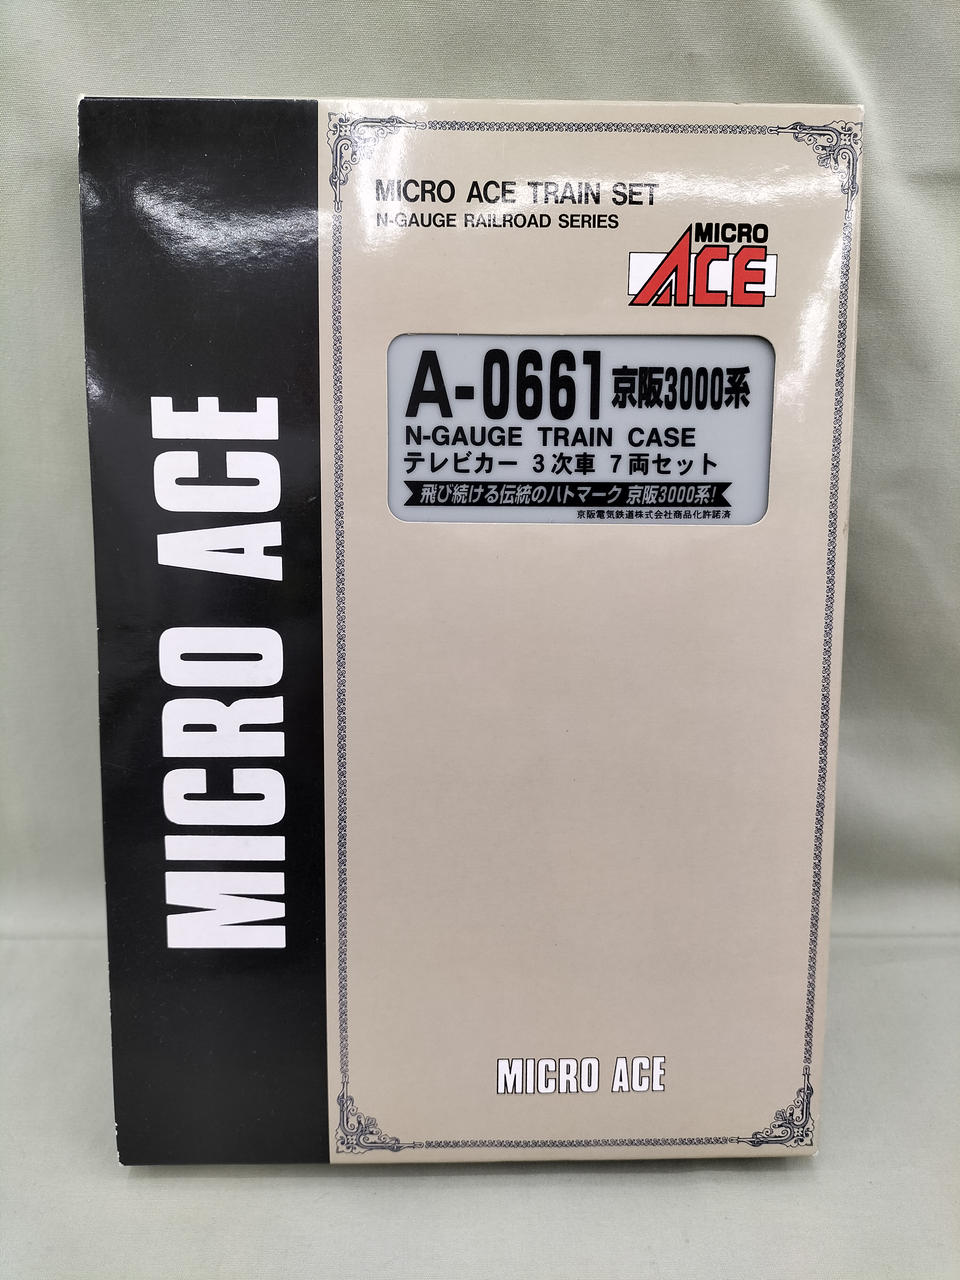 MICRO ACE
MICRO ACE TRAIN SET
N-GAUGE RAILROAD SERIES
MICRO
ACE
A-0661 京阪3000系
N-GAUGE TRAIN CASE
テレビカー 3次車 7両セット
飛び続ける伝統のハトマーク 京阪3000系!
京阪電気鉄道株式会社商品化許諾済
MICRO ACE